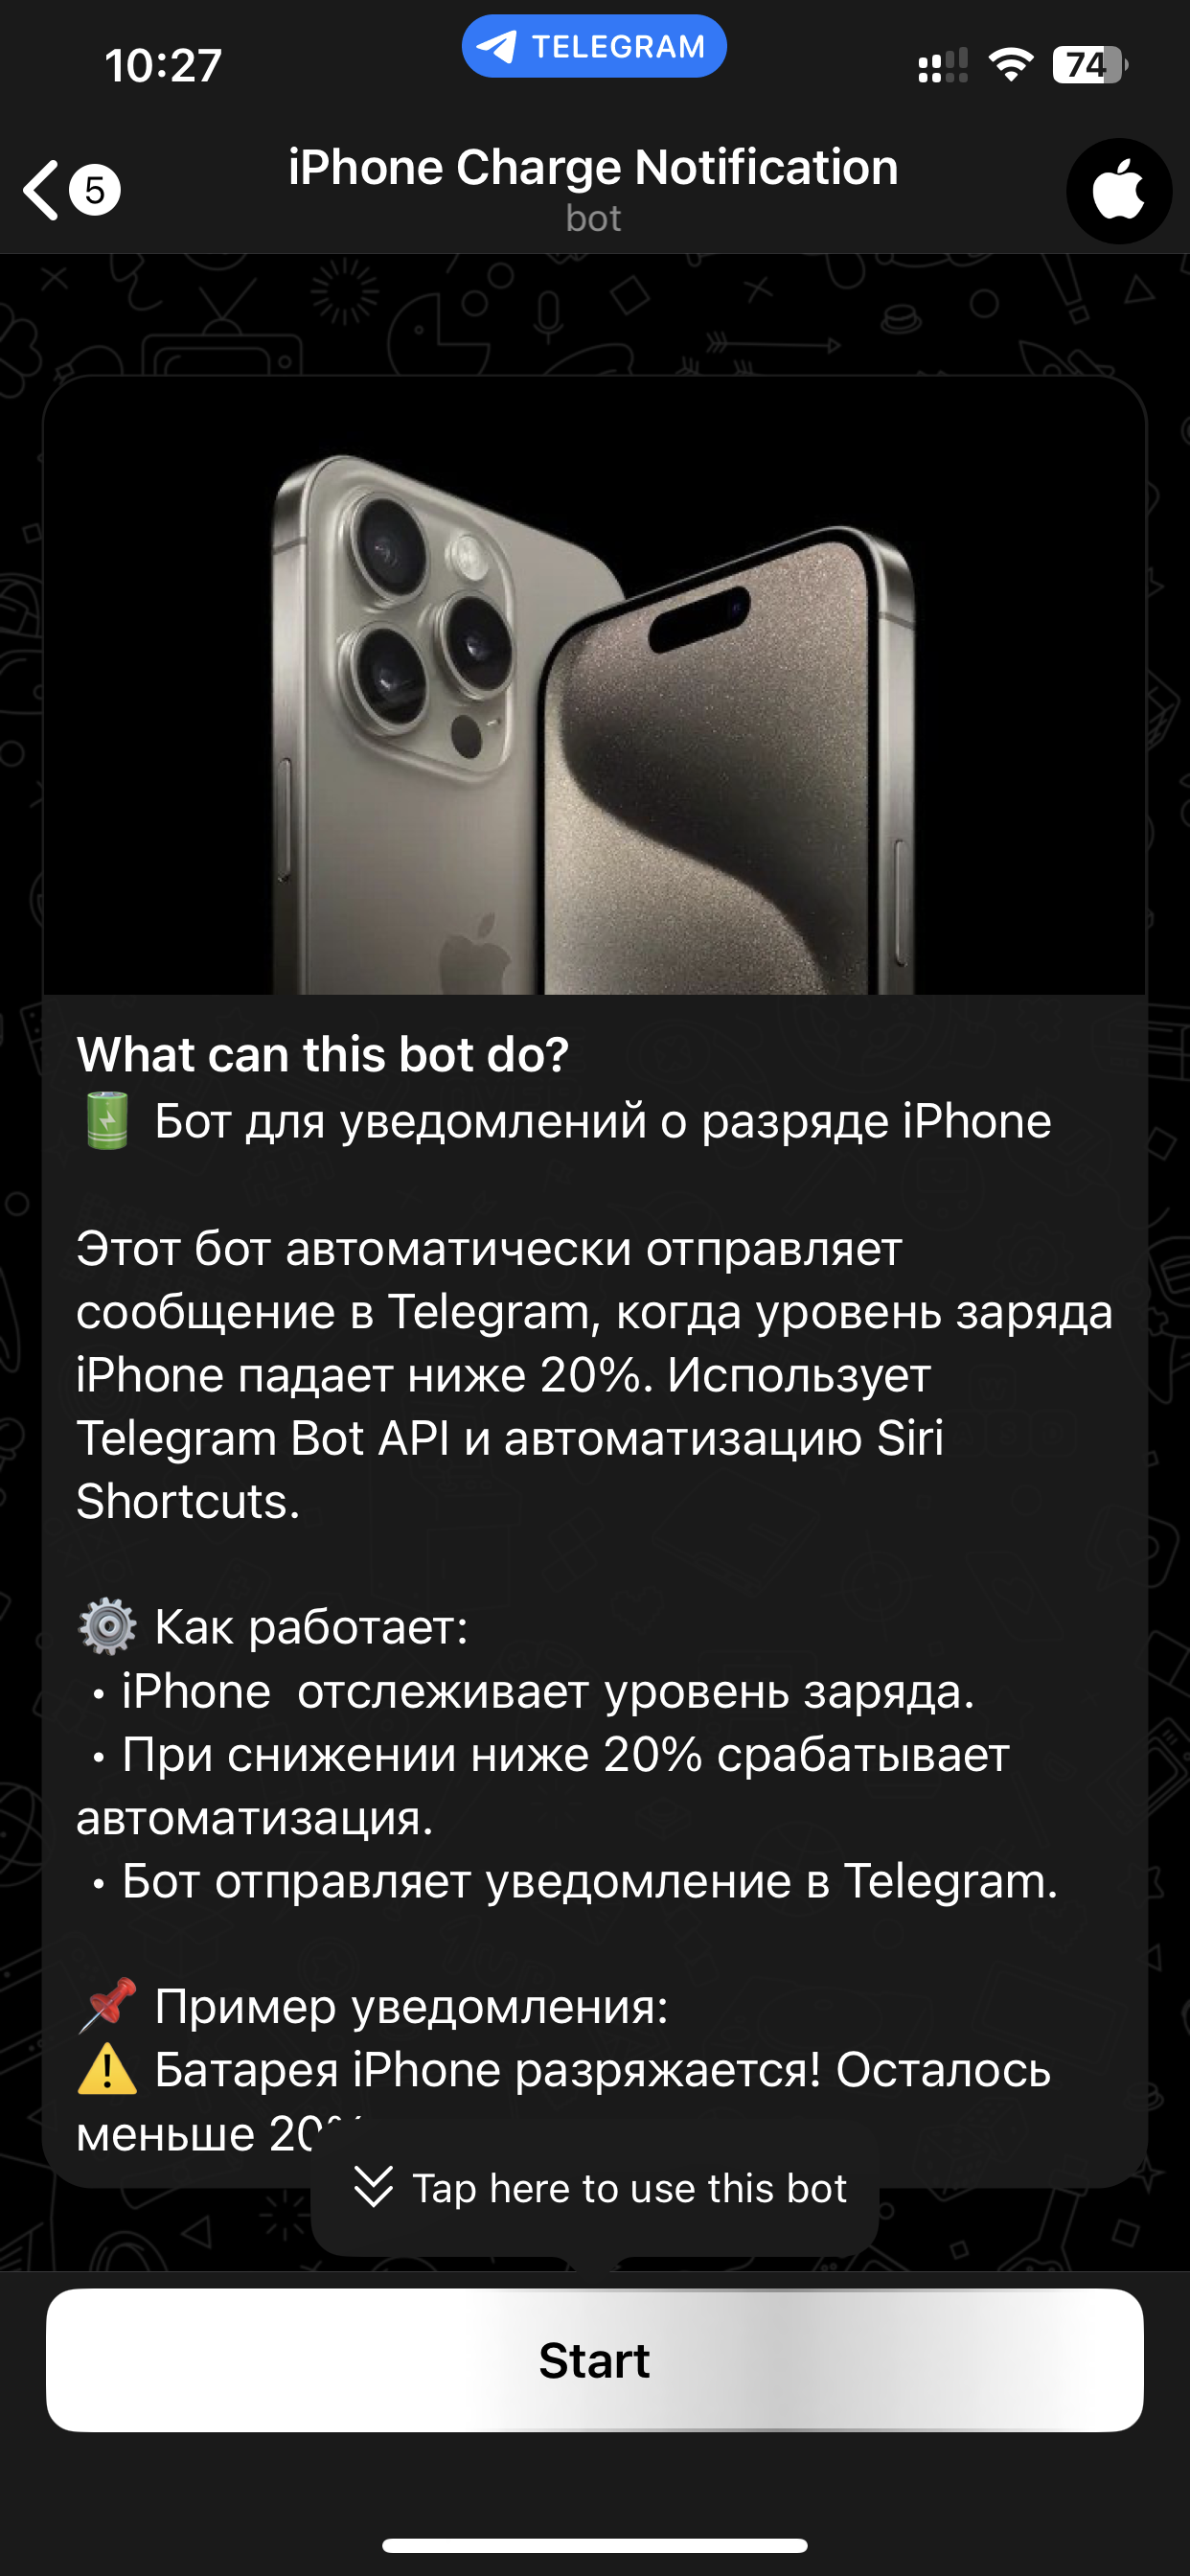 10:27
TELEGRAM
74
5
iPhone Charge Notification
bot
What can this bot do?
🔋 Бот для уведомлений о разряде iPhone
Этот бот автоматически отправляет
сообщение в Telegram, когда уровень заряда
iPhone падает ниже 20%. Использует
Telegram Bot API и автоматизацию Siri
Shortcuts.
⚙️ Как работает:
• iPhone  отслеживает уровень заряда.
• При снижении ниже 20% срабатывает
автоматизация.
• Бот отправляет уведомление в Telegram.
📌 Пример уведомления:
⚠️ Батарея iPhone разряжается! Осталось
меньше 20%
Tap here to use this bot
Start